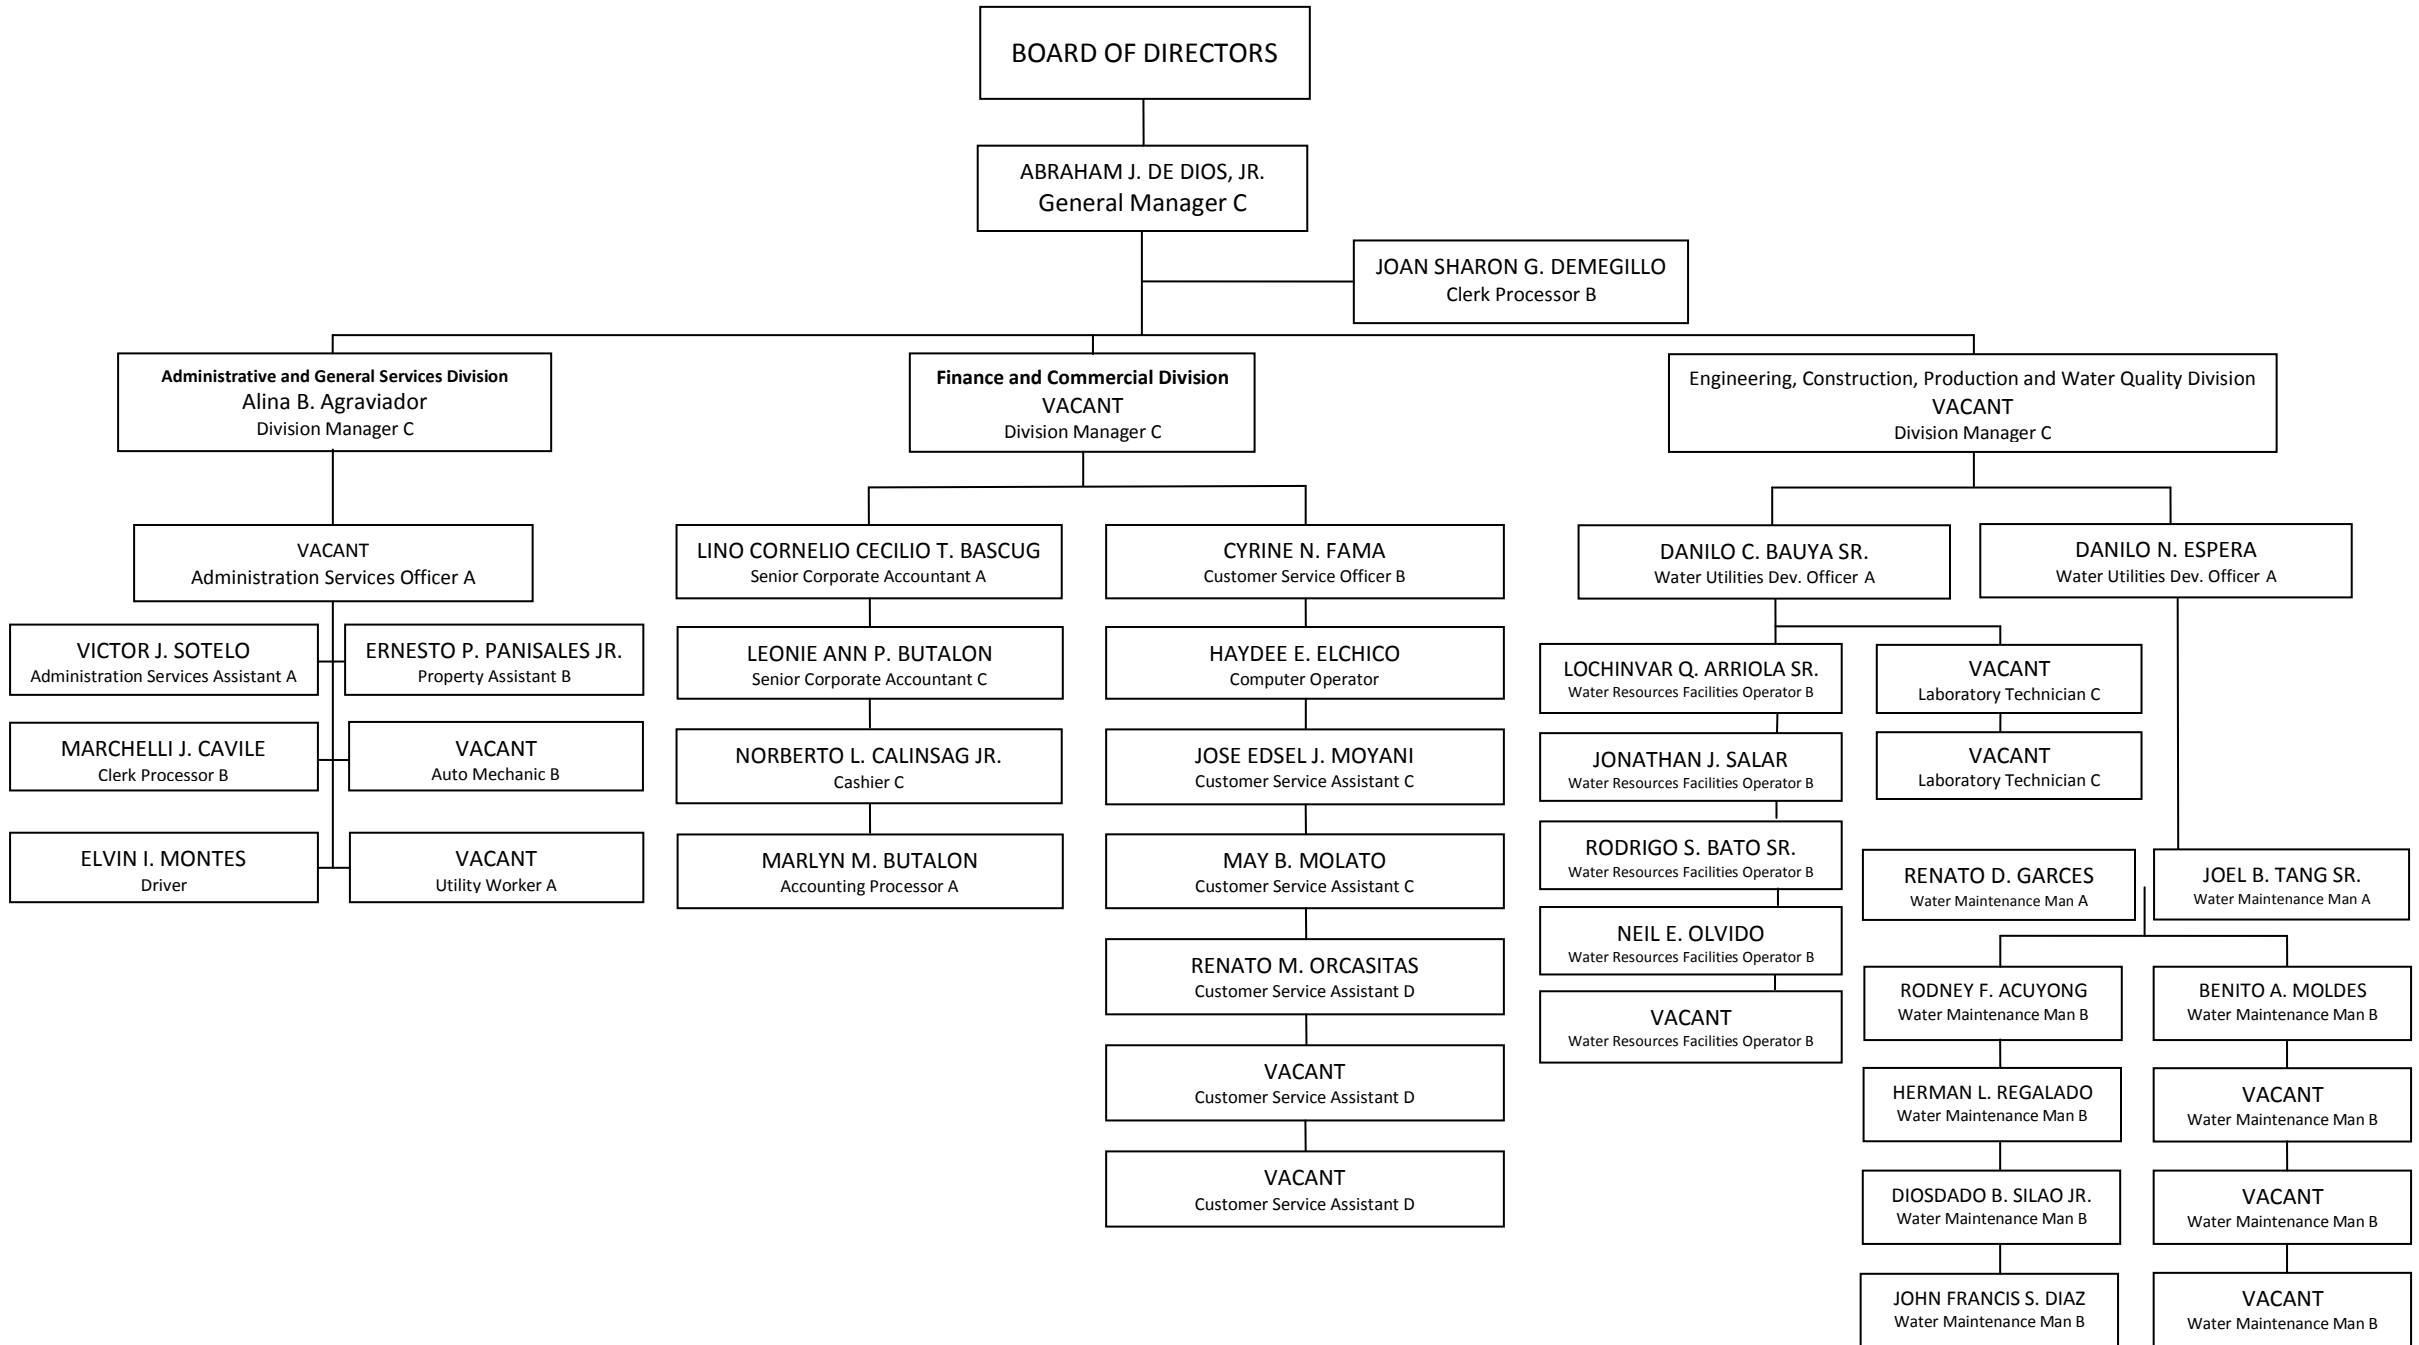 BOARD OF DIRECTORS
ABRAHAM J. DE DIOS, JR.
General Manager C
JOAN SHARON G. DEMEGILLO
Clerk Processor B
Administrative and General Services Division
Alina B. Agraviador
Division Manager C
Finance and Commercial Division
VACANT
Division Manager C
Engineering, Construction, Production and Water Quality Division
VACANT
Division Manager C
VACANT
Administration Services Officer A
VICTOR J. SOTELO
Administration Services Assistant A
ERNESTO P. PANISALES JR.
Property Assistant B
MARCHELLI J. CAVILE
Clerk Processor B
VACANT
Auto Mechanic B
ELVIN I. MONTES
Driver
VACANT
Utility Worker A
LINO CORNELIO CECILIO T. BASCUG
Senior Corporate Accountant A
LEONIE ANN P. BUTALON
Senior Corporate Accountant C
NORBERTO L. CALINSAG JR.
Cashier C
MARLYN M. BUTALON
Accounting Processor A
CYRINE N. FAMA
Customer Service Officer B
HAYDEE E. ELCHICO
Computer Operator
JOSE EDSEL J. MOYANI
Customer Service Assistant C
MAY B. MOLATO
Customer Service Assistant C
RENATO M. ORCASITAS
Customer Service Assistant D
VACANT
Customer Service Assistant D
VACANT
Customer Service Assistant D
DANILO C. BAUYA SR.
Water Utilities Dev. Officer A
LOCHINVAR Q. ARRIOLA SR.
Water Resources Facilities Operator B
JONATHAN J. SALAR
Water Resources Facilities Operator B
RODRIGO S. BATO SR.
Water Resources Facilities Operator B
NEIL E. OLVIDO
Water Resources Facilities Operator B
VACANT
Water Resources Facilities Operator B
VACANT
Laboratory Technician C
VACANT
Laboratory Technician C
DANILO N. ESPERA
Water Utilities Dev. Officer A
RENATO D. GARCES
Water Maintenance Man A
JOEL B. TANG SR.
Water Maintenance Man A
RODNEY F. ACUYONG
Water Maintenance Man B
HERMAN L. REGALADO
Water Maintenance Man B
DIOSDADO B. SILAO JR.
Water Maintenance Man B
JOHN FRANCIS S. DIAZ
Water Maintenance Man B
BENITO A. MOLDES
Water Maintenance Man B
VACANT
Water Maintenance Man B
VACANT
Water Maintenance Man B
VACANT
Water Maintenance Man B